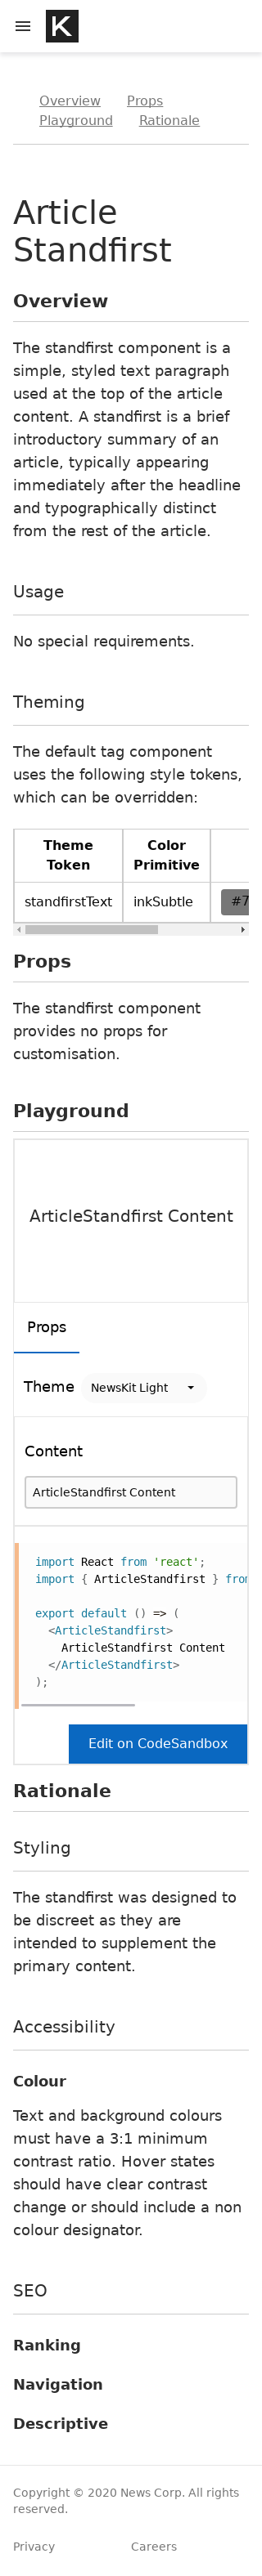 K
Overview Props
Playground Rationale
Article
Standfirst
Overview
The standfirst component is a
simple, styled text paragraph
used at the top of the article
content. A standfirst is a brief
introductory summary of an
article, typically appearing
immediately after the headline
and typographically distinct
from the rest of the article.
Usage
No special requirements.
Theming
The default tag component
uses the following style tokens,
which can be overridden:
Theme Color
Token Primitive
standfirstText inkSubtle #7
Props
The standfirst component
provides no props for
customisation.
Playground
ArticleStandfirst Content
Props
Theme NewsKit Light
Content
ArticleStandfirst Content
import React from 'react';
import { ArticleStandfirst } from
export default () => (
<ArticleStandfirst>
ArticleStandfirst Content
</ArticleStandfirst>
);
Edit on CodeSandbox
Rationale
Styling
The standfirst was designed to
be discreet as they are
intended to supplement the
primary content.
Accessibility
Colour
Text and background colours
must have a 3:1 minimum
contrast ratio. Hover states
should have clear contrast
change or should include a non
colour designator.
SEO
Ranking
Navigation
Descriptive
Copyright © 2020 News Corp. All rights
reserved.
Privacy Careers